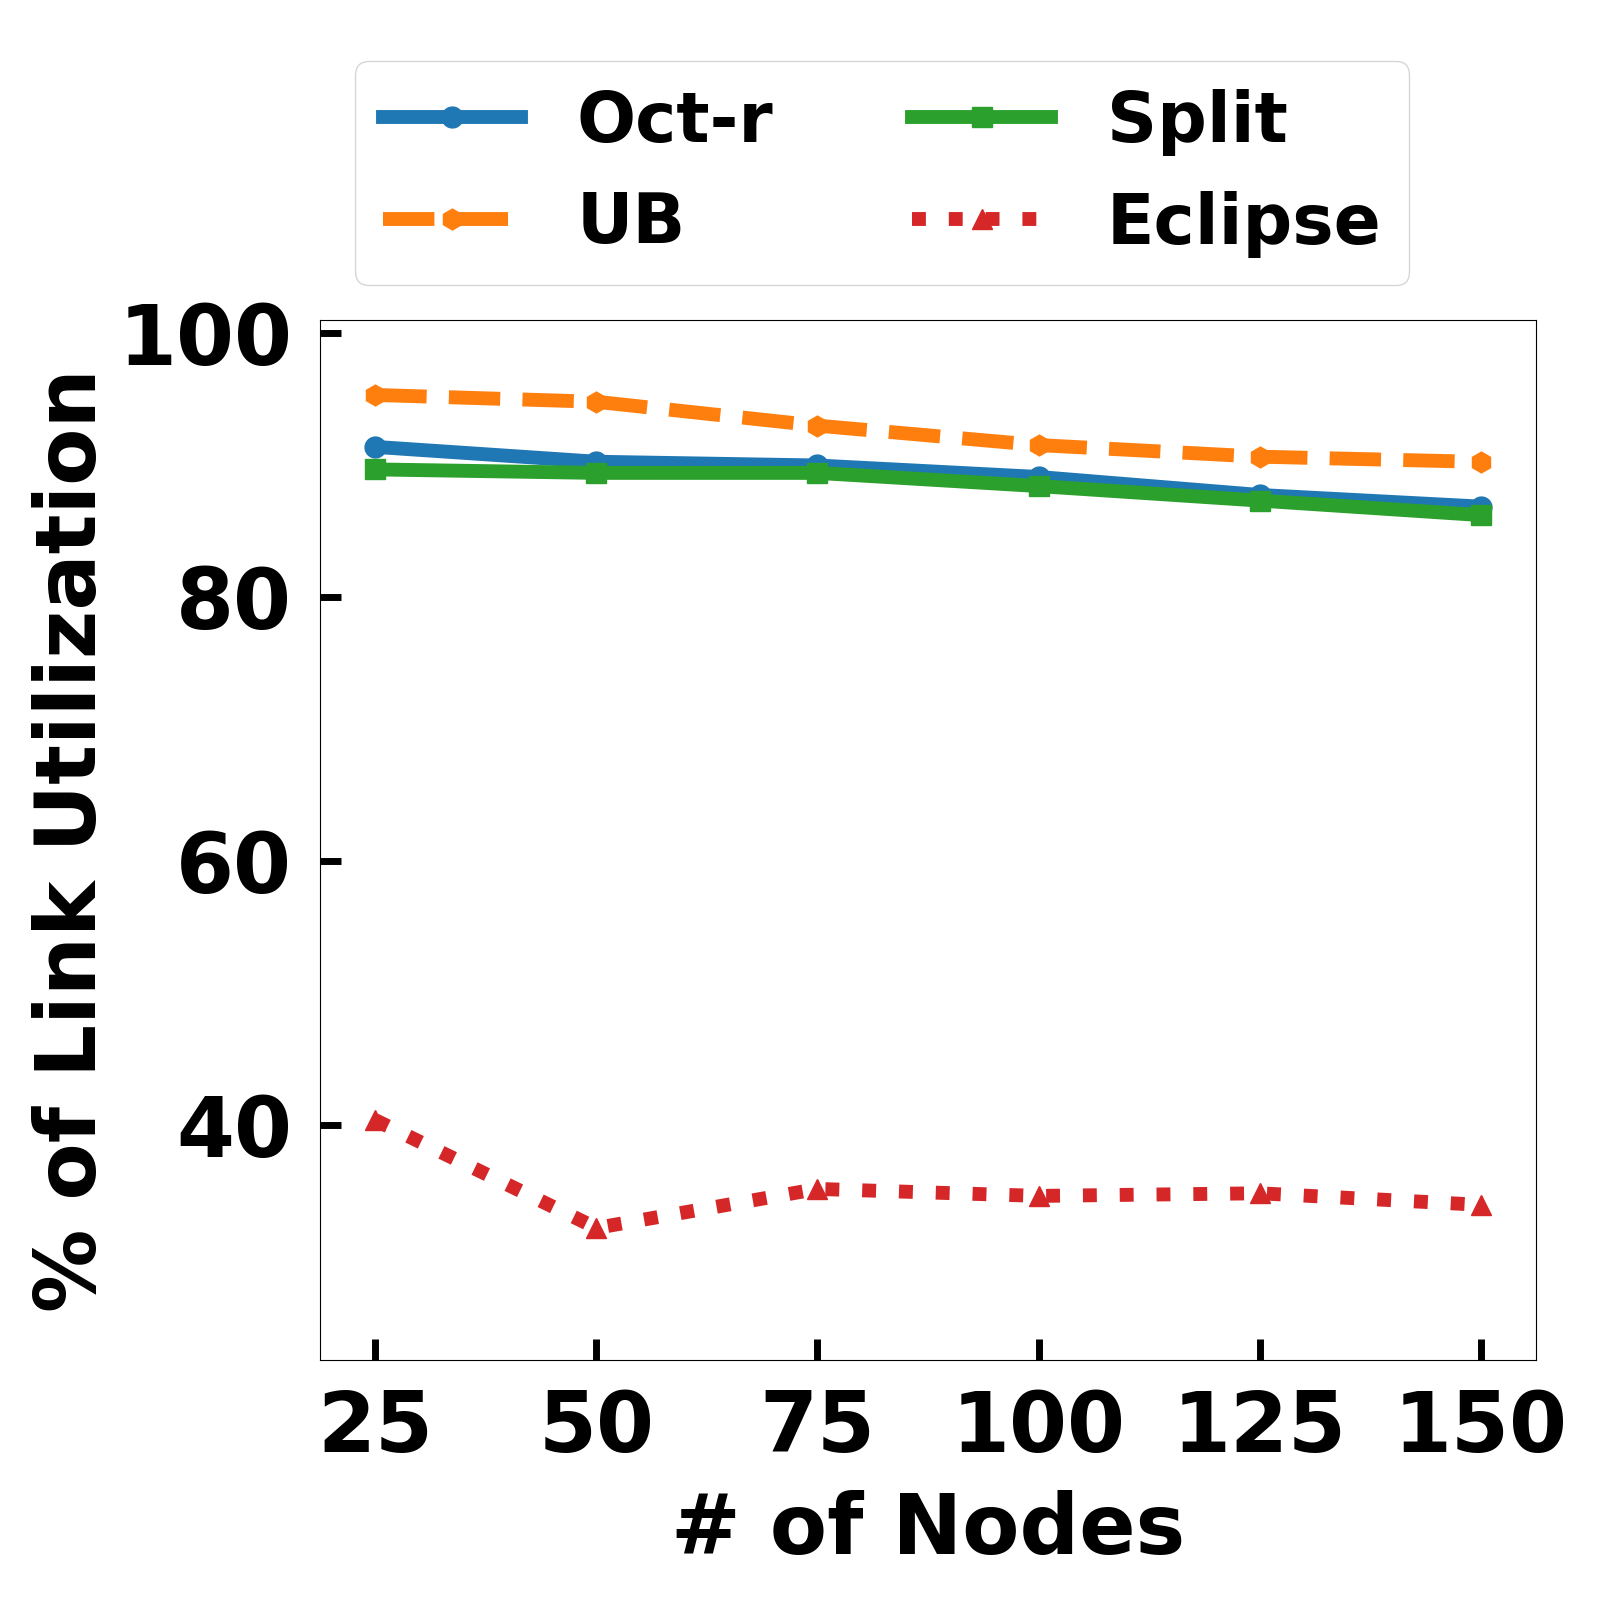 Oct-r
Split
UB
Eclipse
% of Link Utilization
100
80
60
40
25 50 75 100 125 150
# of Nodes